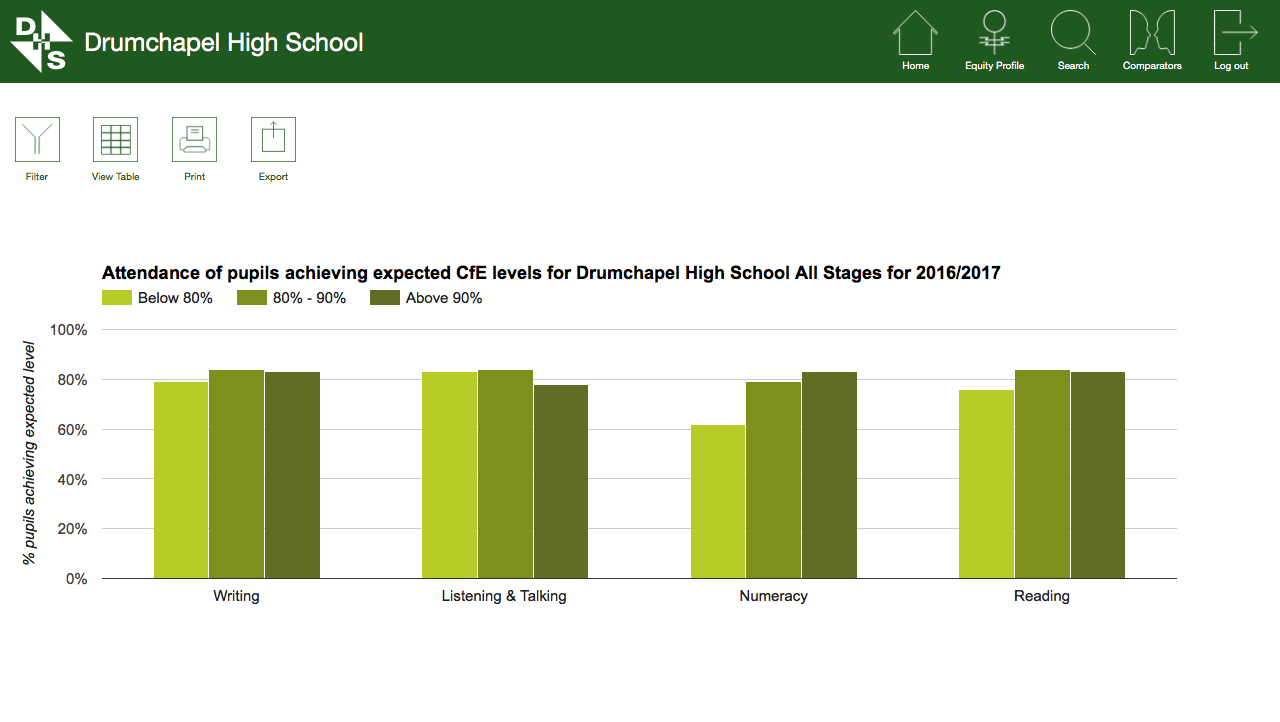 DHS
Drumchapel High School
Home
Equity Profile
Search
Comparators
Log out
Filter
View Table
Print
Export
Attendance of pupils achieving expected CfE levels for Drumchapel High School All Stages for 2016/2017
Below 80%
80% - 90%
Above 90%
% pupils achieving expected level
100%
80%
60%
40%
20%
0%
Writing
Listening & Talking
Numeracy
Reading